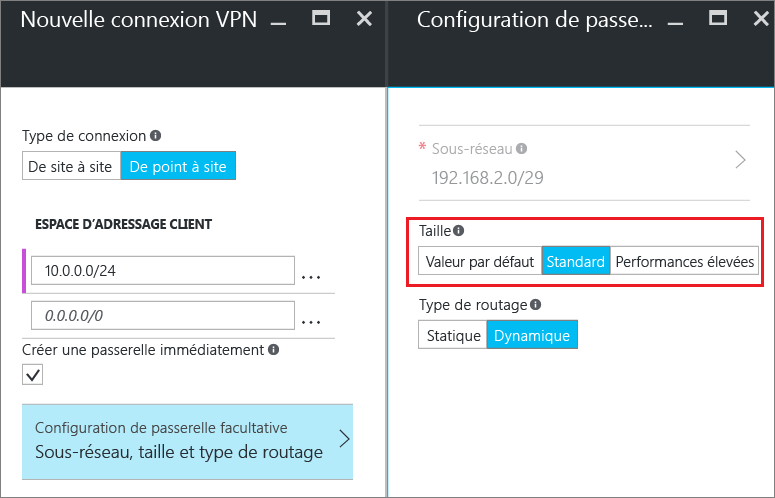 Nouvelle connexion VPN
Type de connexion
De site à site
De point à site
ESPACE D'ADRESSAGE CLIENT
10.0.0.0/24
...
0.0.0.0/0
...
Créer une passerelle immédiatement
Configuration de passerelle facultative
Sous-réseau, taille et type de routage
Configuration de passe...
* Sous-réseau
192.168.2.0/29
Taille
Valeur par défaut
Standard
Performances élevées
Type de routage
Statique
Dynamique